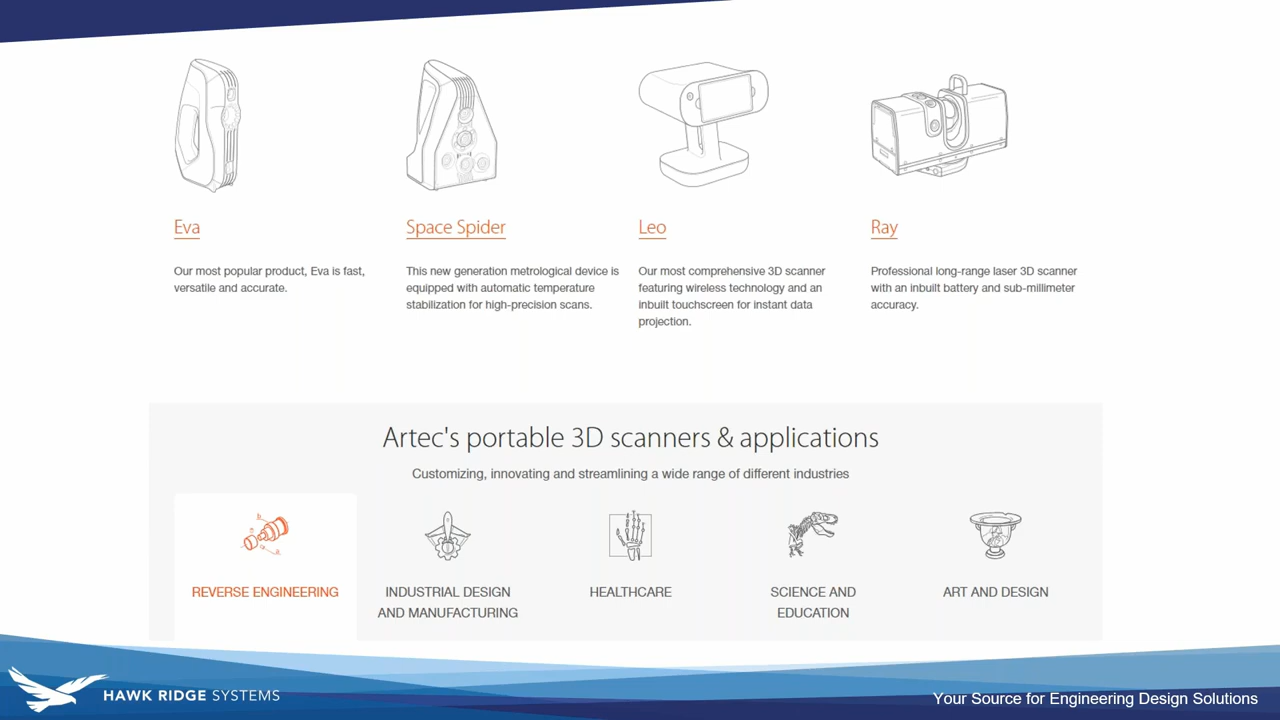 Eva
Our most popular product, Eva is fast,
versatile and accurate.
Space Spider
This new generation metrological device is
equipped with automatic temperature
stabilization for high-precision scans.
Leo
Our most comprehensive 3D scanner
featuring wireless technology and an
inbuilt touchscreen for instant data
projection.
Ray
Professional long-range laser 3D scanner
with an inbuilt battery and sub-millimeter
accuracy.
Artec's portable 3D scanners & applications
Customizing, innovating and streamlining a wide range of different industries
REVERSE ENGINEERING
INDUSTRIAL DESIGN
AND MANUFACTURING
HEALTHCARE
SCIENCE AND
EDUCATION
ART AND DESIGN
HAWK RIDGE SYSTEMS
Your Source for Engineering Design Solutions